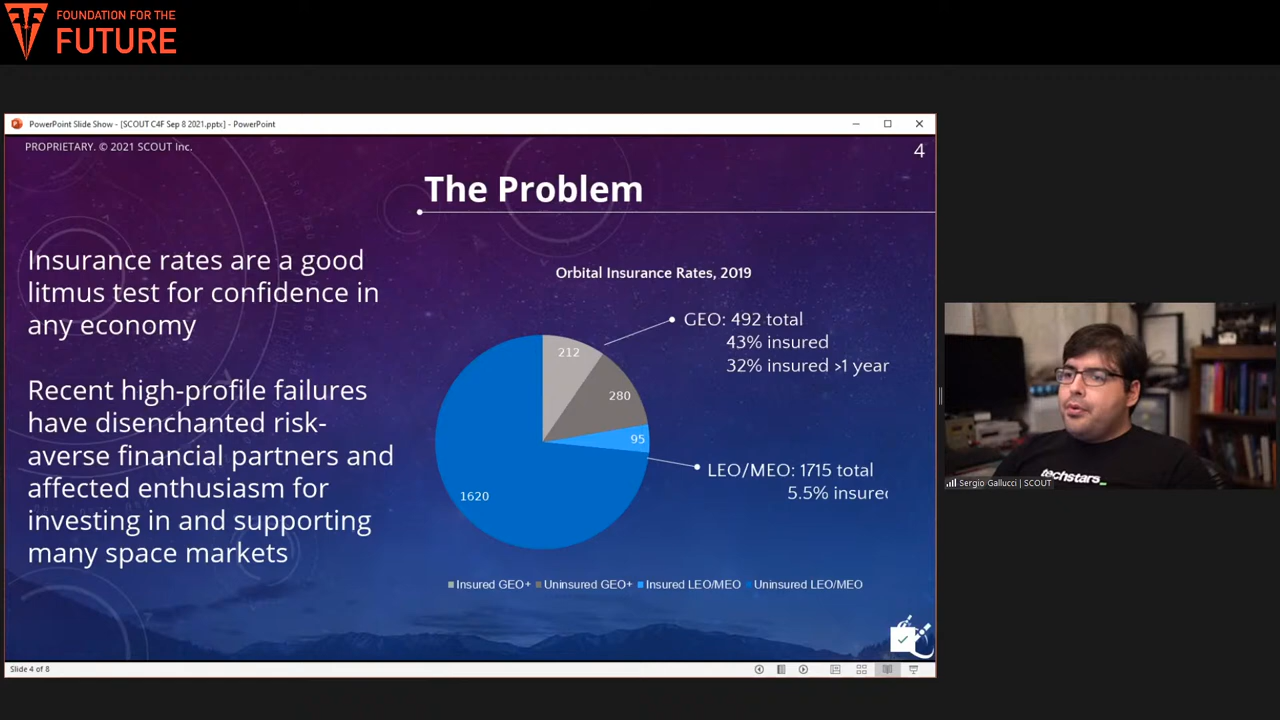 FOUNDATION FOR THE
FUTURE
PowerPoint Slide Show - [SCOUT C4F Sep 8 2021.pptx] - PowerPoint
PROPRIETARY. © 2021 SCOUT Inc.
4
The Problem
Insurance rates are a good
litmus test for confidence in
any economy
Recent high-profile failures
have disenchanted risk-
averse financial partners and
affected enthusiasm for
investing in and supporting
many space markets
Orbital Insurance Rates, 2019
GEO: 492 total
43% insured
32% insured >1 year
212
280
95
1620
LEO/MEO: 1715 total
5.5% insured
Insured GEO+ Uninsured GEO+ Insured LEO/MEO Uninsured LEO/MEO
Slide 4 of 8
techstars_
Sergio Gallucci | SCOUT